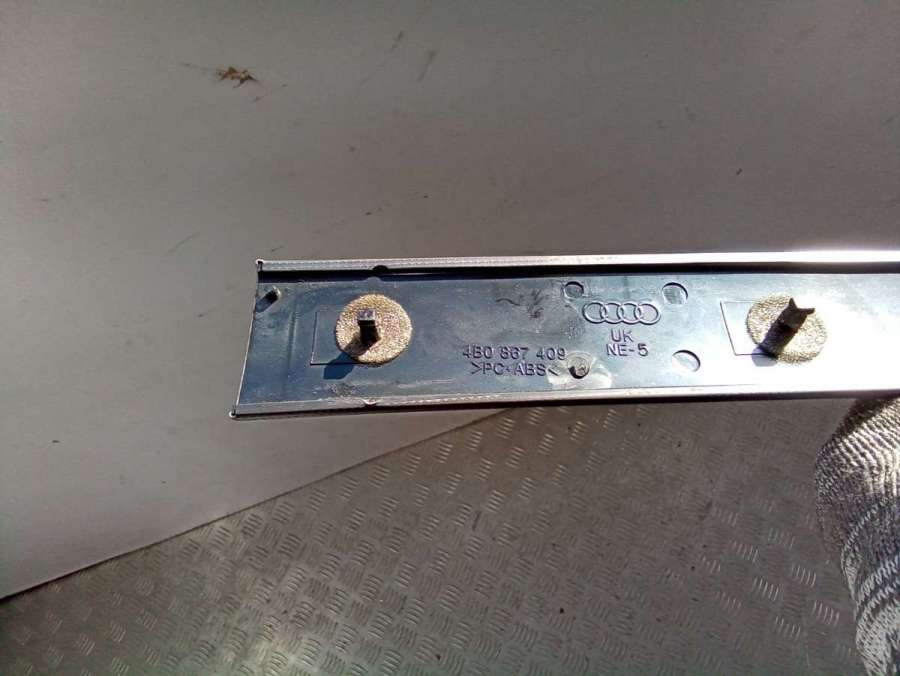 UK
NE-5
4B0 867 409
>PC+ABS<